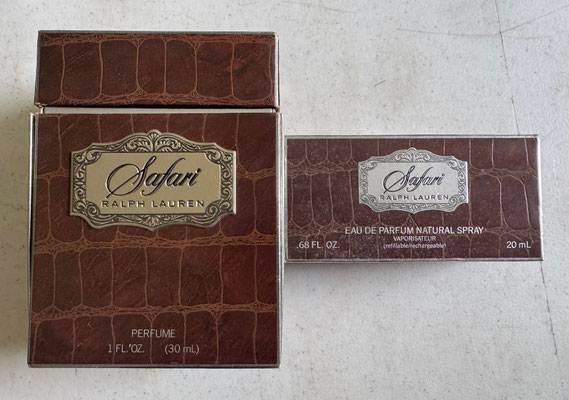 Safari
RALPH LAUREN
PERFUME
1 FL. OZ. (30 mL)
Safari
RALPH LAUREN
EAU DE PARFUM NATURAL SPRAY
VAPORISATEUR
.68 FL. OZ. (refillable/rechargeable) 20 mL